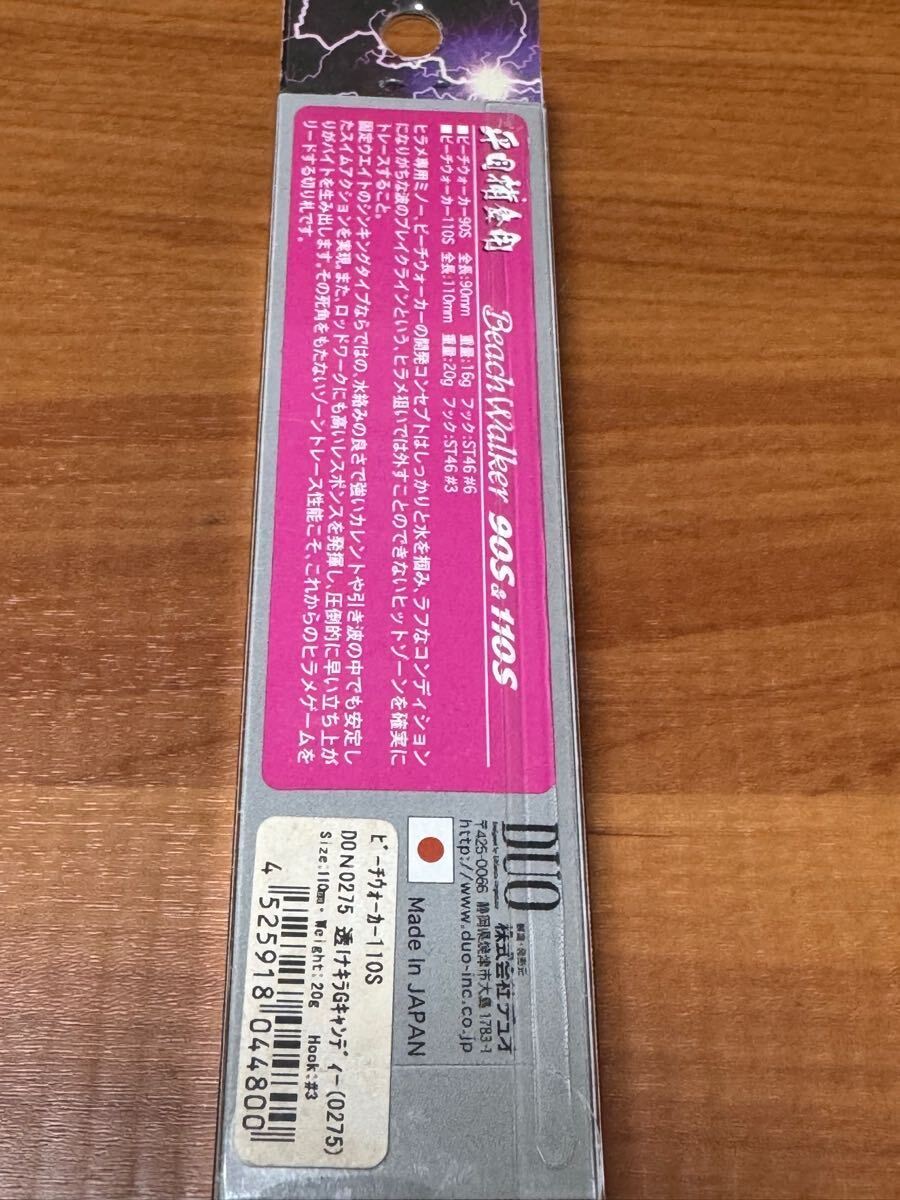 平目補食用
Beach Walker 90S & 110S
■ビーチウォーカー90S 全長:90mm 重量:16g フック:ST46 #6
■ビーチウォーカー110S 全長:110mm 重量:20g フック:ST46 #3
ヒラメ専用ミノー、ビーチウォーカーの開発コンセプトはしっかりと水を掴み、ラフなコンディション
になりがちな波のブレイクラインという、ヒラメ狙いでは外すことのできないヒットゾーンを確実に
トレースすること。
固定ウエイトのシンキングタイプならではの、水絡みの良さで強いカレントや引き波の中でも安定し
たスイムアクションを実現。また、ロッドワークにも高いレスポンスを発揮し、圧倒的に早い立ち上が
りがバイトを生み出します。その死角をもたないゾーントレース性能こそ、これからのヒラメゲームを
リードする切り札です。
DUO
製造・発売元
株式会社デュオ
〒425-0066 静岡県焼津市大島 1783-1
http://www.duo-inc.co.jp
Made In JAPAN
ビーチウォーカー110S
DON0275 透けキラGキャンディー(0275)
Size:110mm・Weight:20g Hook:#3
4 525918 044800